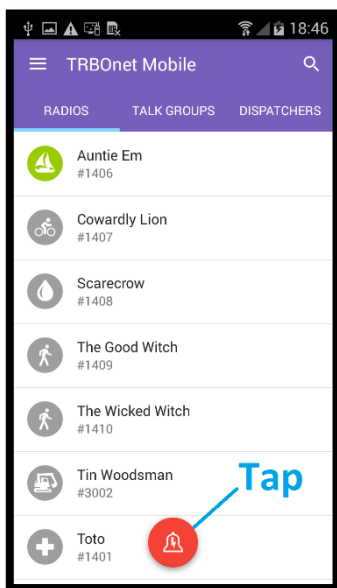 18:46
TRBOnet Mobile
RADIOS TALK GROUPS DISPATCHERS
Auntie Em
#1406
Cowardly Lion
#1407
Scarecrow
#1408
The Good Witch
#1409
The Wicked Witch
#1410
Tin Woodsman
#3002
Tap
Toto
#1401